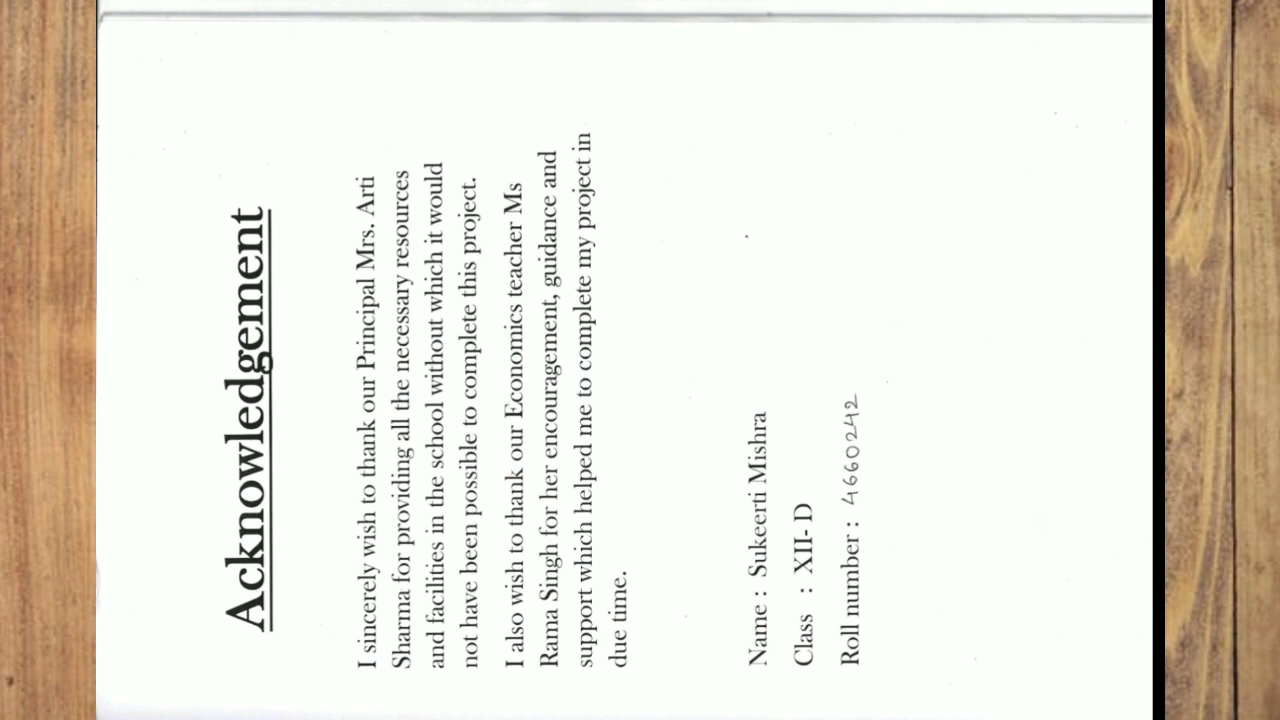 Acknowledgement
I sincerely wish to thank our Principal Mrs. Arti
Sharma for providing all the necessary resources
and facilities in the school without which it would
not have been possible to complete this project.
I also wish to thank our Economics teacher Ms
Rama Singh for her encouragement, guidance and
support which helped me to complete my project in
due time.
Name : Sukeerti Mishra
Class : XII- D
Roll number : 4660242